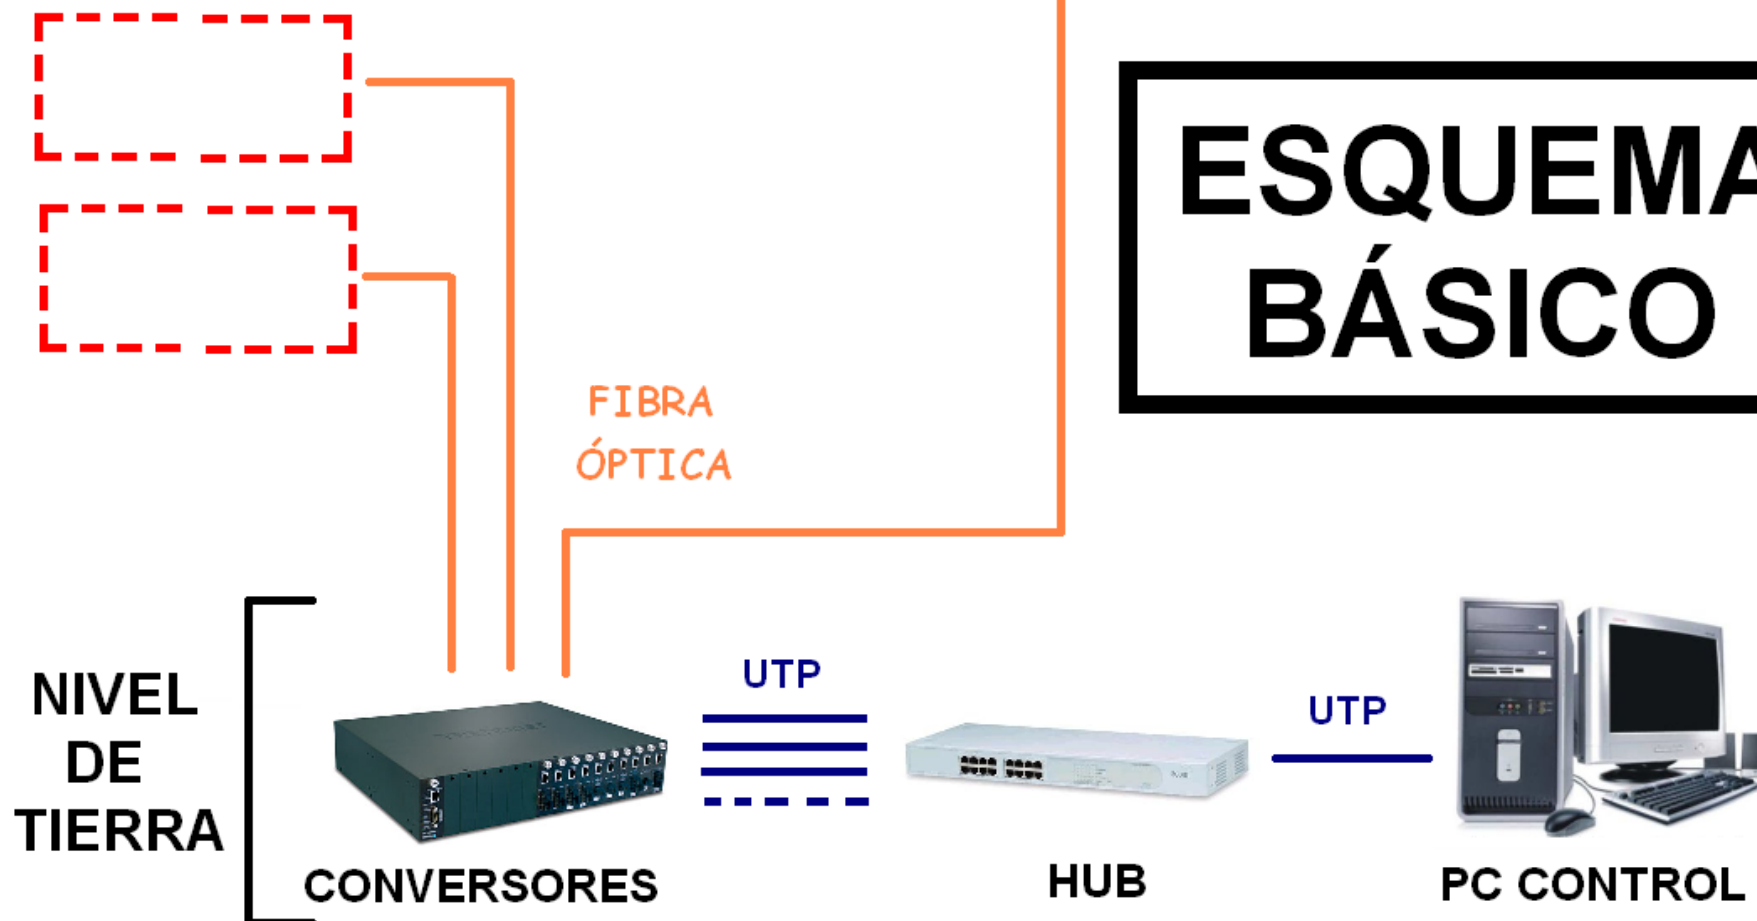 ESQUEMA
BÁSICO
FIBRA
ÓPTICA
NIVEL
DE
TIERRA
UTP
UTP
CONVERSORES
HUB
PC CONTROL